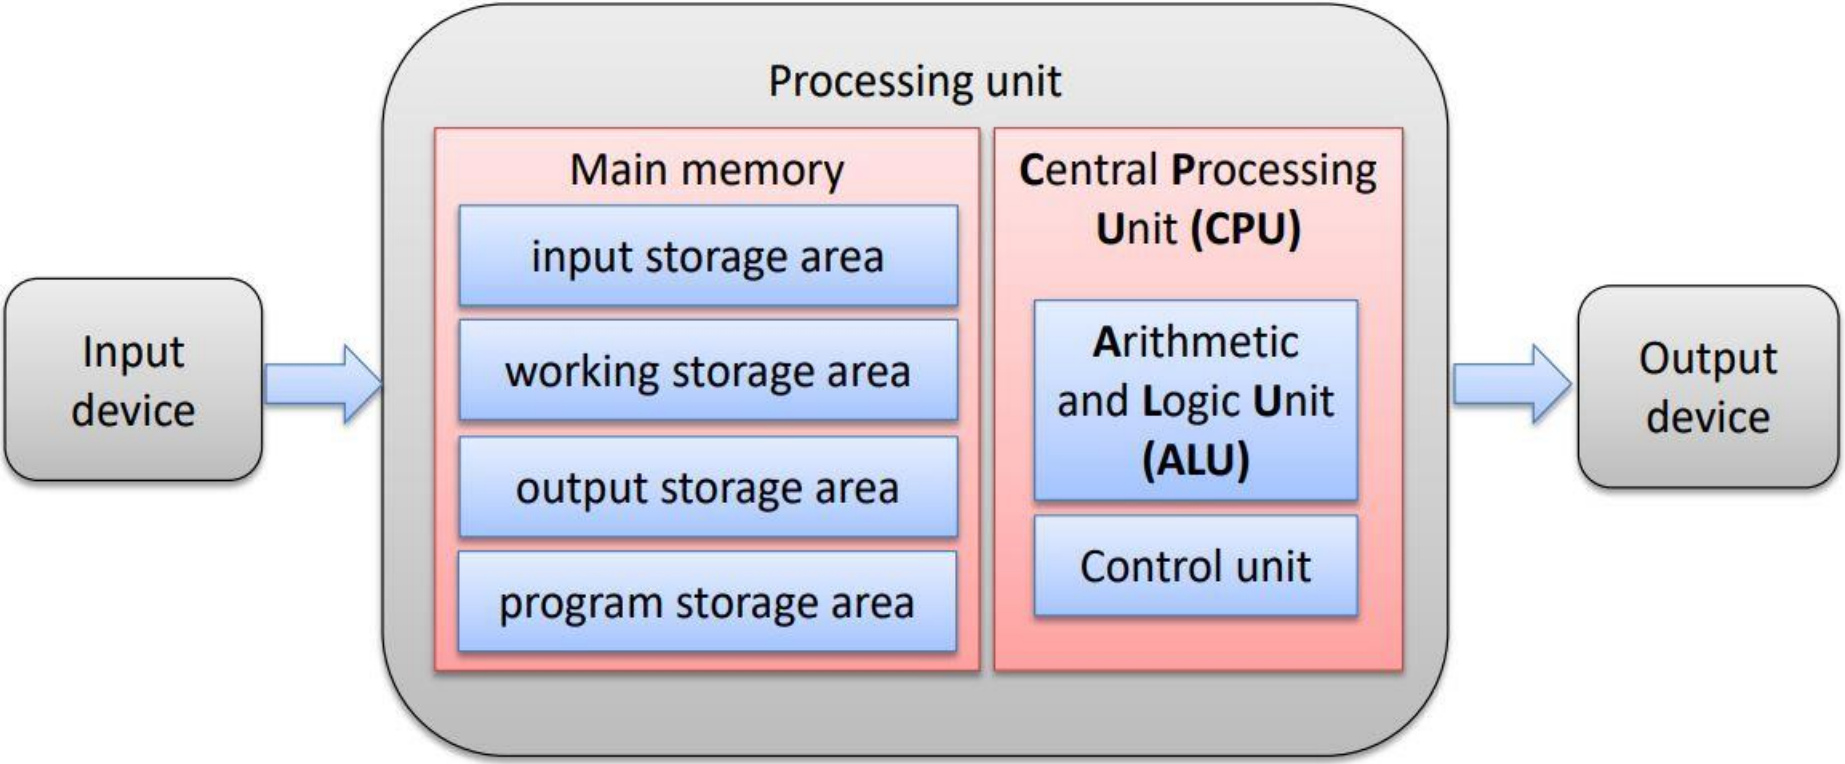 Processing unit
Input
device
Main memory
input storage area
working storage area
output storage area
program storage area
Central Processing
Unit (CPU)
Arithmetic
and Logic Unit
(ALU)
Control unit
Output
device